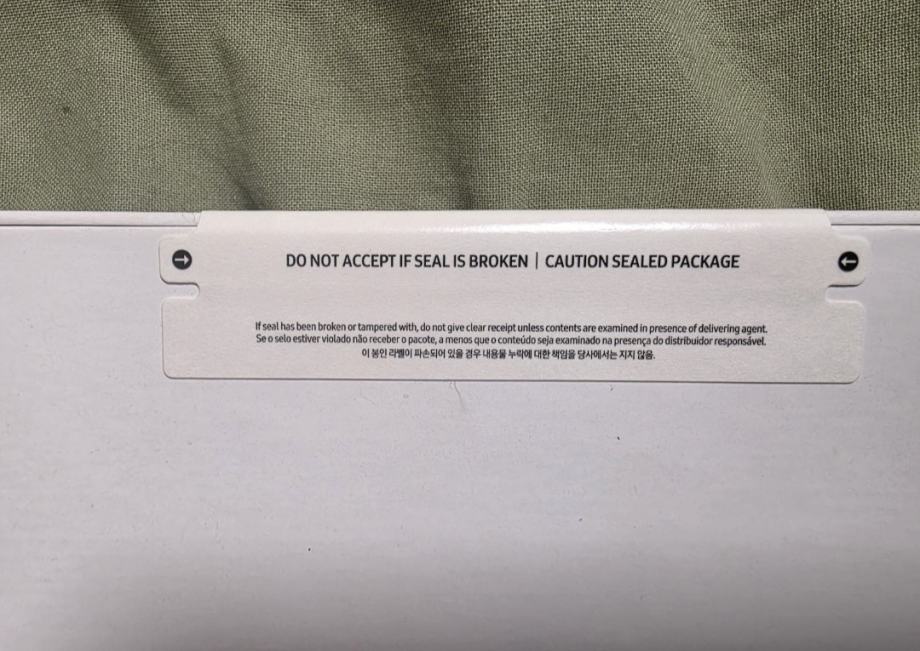 DO NOT ACCEPT IF SEAL IS BROKEN | CAUTION SEALED PACKAGE
If seal has been broken or tampered with, do not give clear receipt unless contents are examined in presence of delivering agent.
Se o selo estiver violado não receber o pacote, a menos que o conteúdo seja examinado na presença do distribuidor responsável.
이 봉인 라벨이 파손되어 있을 경우 내용물 누락에 대한 책임을 당사에서는 지지 않음.